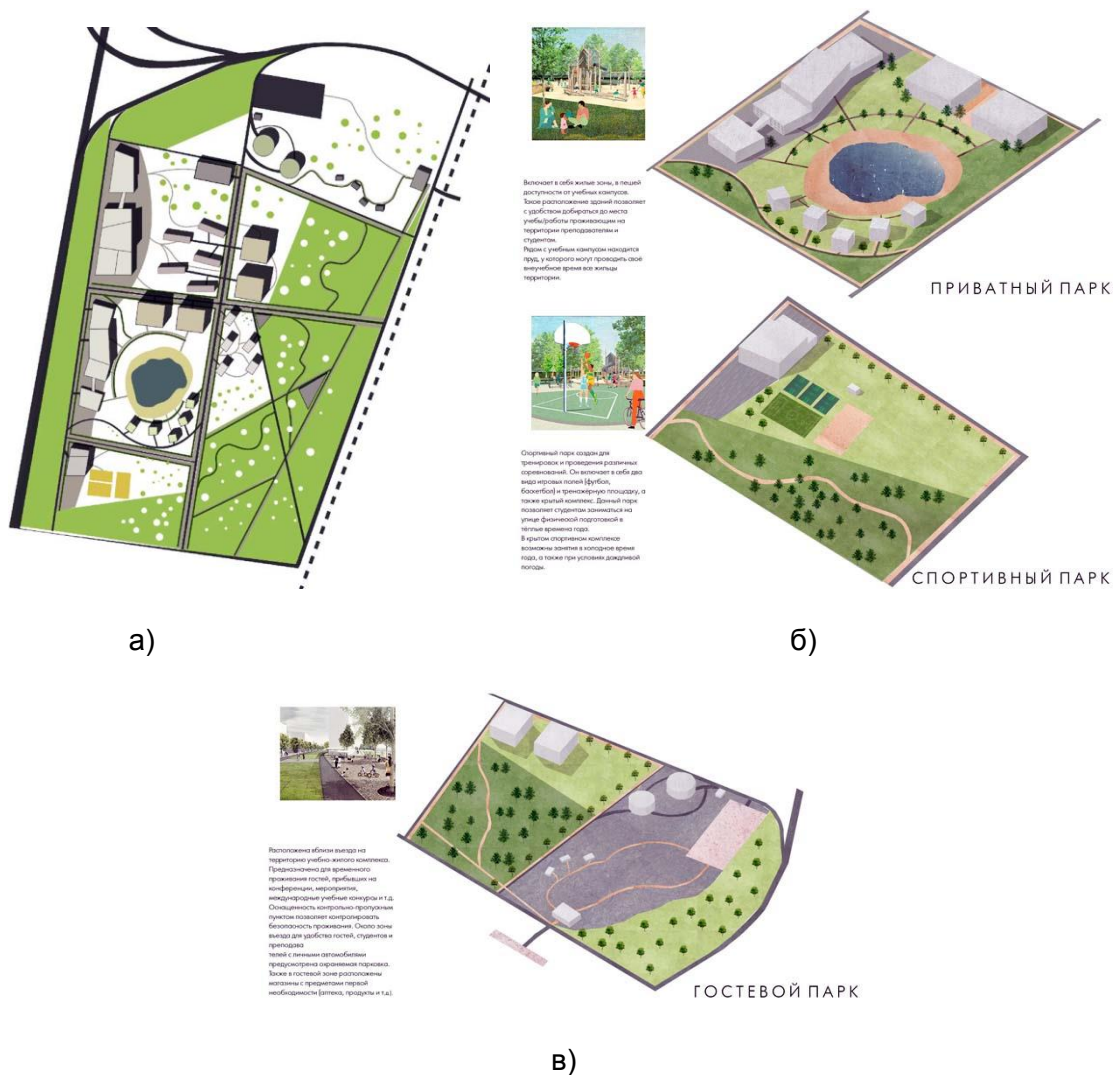 Включает в себя жилые зоны, в пешей
доступности от учебных кампусов.
Такое расположение зданий позволяет
с удобством добираться до места
учебы/работы проживающим на
территории преподавателям и
студентам.
Рядом с учебным кампусом находится
пруд, у которого могут проводить своё
внеучебное время все жильцы
территории.
ПРИВАТНЫЙ ПАРК
Спортивный парк создан для
тренировок и проведения различных
соревнований. Он включает в себя два
вида игровых полей (футбол,
баскетбол) и тренажёрную площадку, а
также крытый комплекс. Данный парк
позволяет студентам заниматься на
улице физической подготовкой в
тёплые времена года.
В крытом спортивном комплексе
возможны занятия в холодное время
года, а также при условиях дождливой
погоды.
СПОРТИВНЫЙ ПАРК
а)
б)
Расположена вблизи въезда на
территорию учебно-жилого комплекса.
Предназначена для временного
проживания гостей, прибывших на
конференции, мероприятия,
международные учебные конкурсы и т.д.
Оснащенность контрольно-пропускным
пунктом позволяет контролировать
безопасность проживания. Около зоны
въезда для удобства гостей, студентов и
преподава
телей с личными автомобилями
предусмотрена охраняемая парковка.
Также в гостевой зоне расположены
магазины с предметами первой
необходимости (аптека, продукты и т.д.).
ГОСТЕВОЙ ПАРК
в)